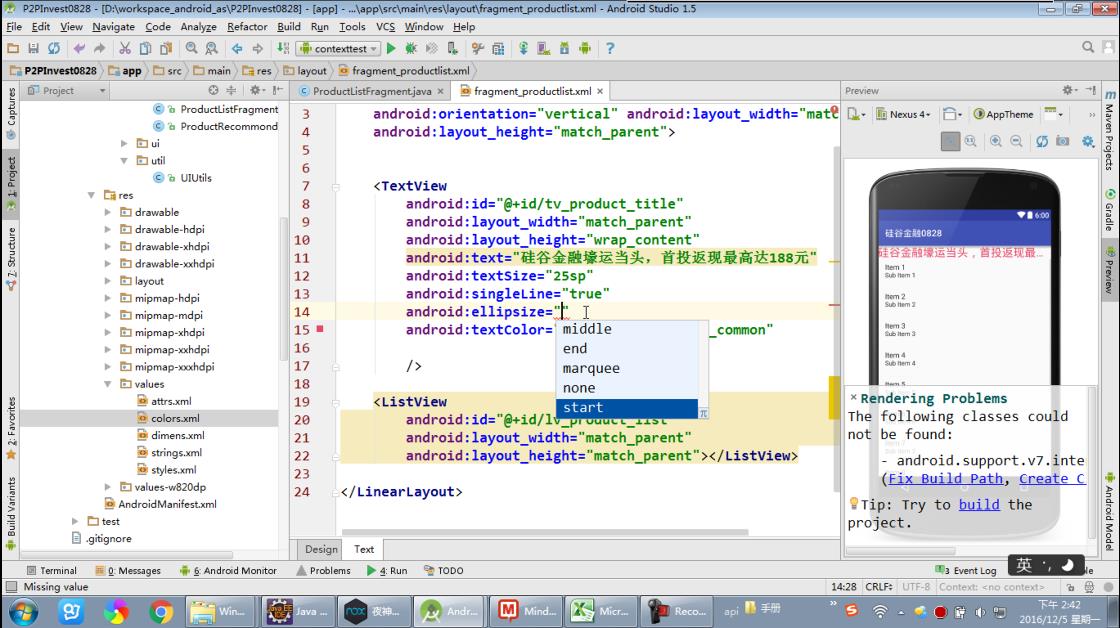 P2PInvest0828 - [D:\workspace_android_as\P2PInvest0828] - [app] - ...\app\src\main\res\layout\fragment_productlist.xml - Android Studio 1.5
File Edit View Navigate Code Analyze Refactor Build Run Tools VCS Window Help
contexttest
P2PInvest0828 app src main res layout fragment_productlist.xml
Project
ProductListFragment.java
fragment_productlist.xml
Preview
Captures
1: Project
7: Structure
2: Favorites
Build Variants
ProductListFragment
ProductRecommond
ui
util
UIUtils
res
drawable
drawable-hdpi
drawable-xhdpi
drawable-xxhdpi
layout
mipmap-hdpi
mipmap-mdpi
mipmap-xhdpi
mipmap-xxhdpi
mipmap-xxxhdpi
values
attrs.xml
colors.xml
dimens.xml
strings.xml
styles.xml
values-w820dp
AndroidManifest.xml
test
.gitignore
3 android:orientation="vertical" android:layout_width="matc
4 android:layout_height="match_parent">
5
6
7 <TextView
8 android:id="@+id/tv_product_title"
9 android:layout_width="match_parent"
10 android:layout_height="wrap_content"
11 android:text="硅谷金融壕运当头，首投返现最高达188元"
12 android:textSize="25sp"
13 android:singleLine="true"
14 android:ellipsize=""
15 android:textColor= _common"
16
17 />
18
19 <ListView
20 android:id="@+id/lv_product_list"
21 android:layout_width="match_parent"
22 android:layout_height="match_parent"></ListView>
23
24 </LinearLayout>
middle
end
marquee
none
start
π
Design Text
Nexus 4 AppTheme
6:00
硅谷金融0828
硅谷金融壕运当头，首投返现最...
Item 1
Sub Item 1
Item 2
Sub Item 2
Item 3
Sub Item 3
Item 4
Sub Item 4
Item 5
Rendering Problems
The following classes could
not be found:
- android.support.v7.inter
(Fix Build Path, Create C
Tip: Try to build the
project.
Maven Projects
Gradle
Preview
Android Model
Terminal 0: Messages 6: Android Monitor Problems 4: Run TODO
3 Event Log
英
Missing value
14:28 CRLF÷ UTF-8 Context: <no context>
Win... Java ... 夜神... Andr... Mind... Micr... Reco... api 手册
下午 2:42
2016/12/5 星期一